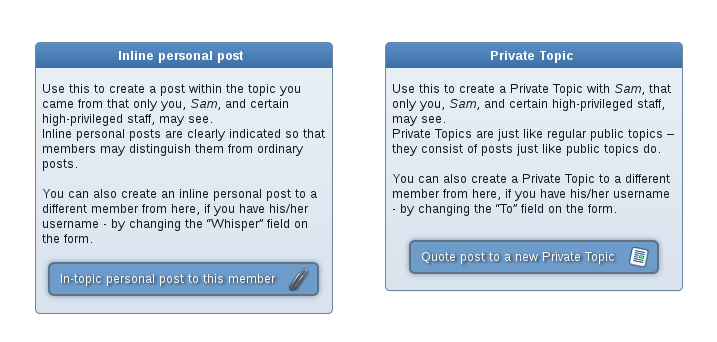 Inline personal post
Use this to create a post within the topic you
came from that only you, Sam, and certain
high-privileged staff, may see.
Inline personal posts are clearly indicated so that
members may distinguish them from ordinary
posts.
You can also create an inline personal post to a
different member from here, if you have his/her
username - by changing the “Whisper” field on
the form.
In-topic personal post to this member
Private Topic
Use this to create a Private Topic with Sam, that
only you, Sam, and certain high-privileged staff,
may see.
Private Topics are just like regular public topics –
they consist of posts just like public topics do.
You can also create a Private Topic to a different
member from here, if you have his/her username
- by changing the “To” field on the form.
Quote post to a new Private Topic